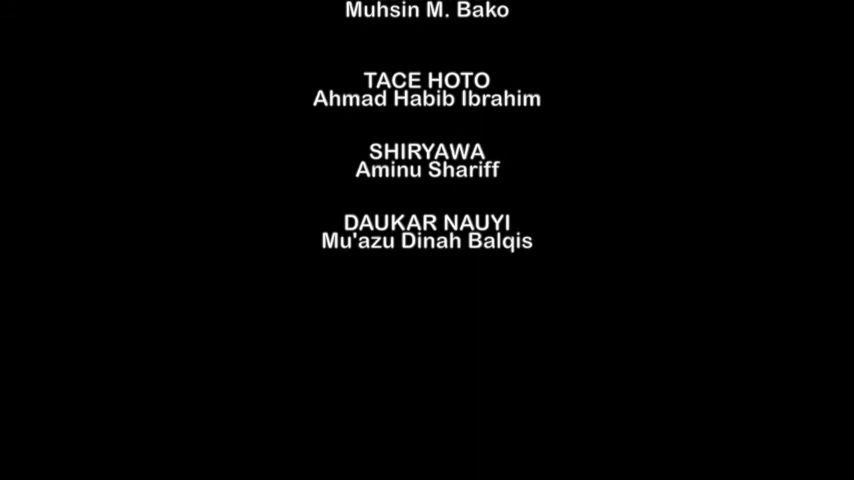 Muhsin M. Bako
TACE HOTO
Ahmad Habib Ibrahim
SHIRYAWA
Aminu Shariff
DAUKAR NAUYI
Mu'azu Dinah Balqis